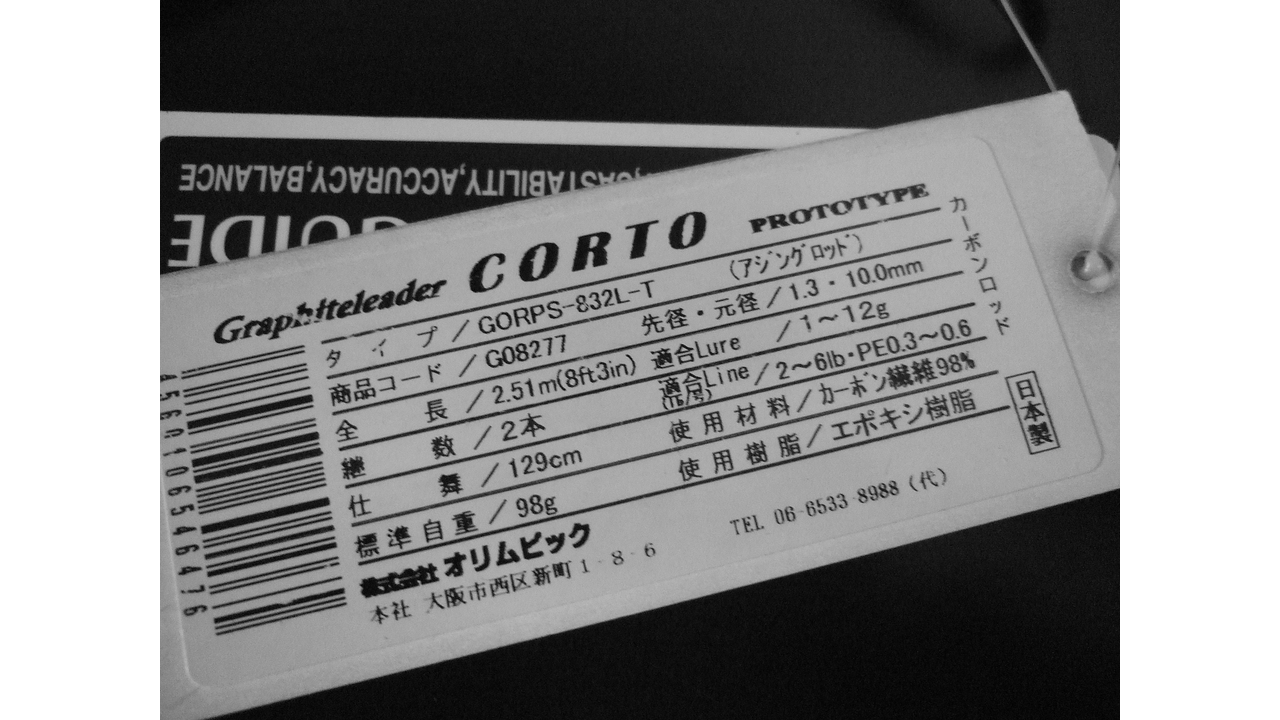 CASTABILITY,ACCURACY,BALANCE
GUIDE
Graphiteleader CORTO PROTOTYPE
タイプ/GORPS-832L-T (アジングロッド)
商品コード/G08277 先径・元径/1.3・10.0mm
全長/2.51m(8ft3in) 適合Lure/1〜12g
継数/2本 適合Line(lb/号)/2〜6lb・PE0.3〜0.6
仕舞/129cm 使用材料/カーボン繊維98%
標準自重/98g 使用樹脂/エポキシ樹脂
株式会社オリムピック
本社 大阪市西区新町1-8-6 TEL 06-6533-8988(代)
カーボンロッド
日本製
4560106546476